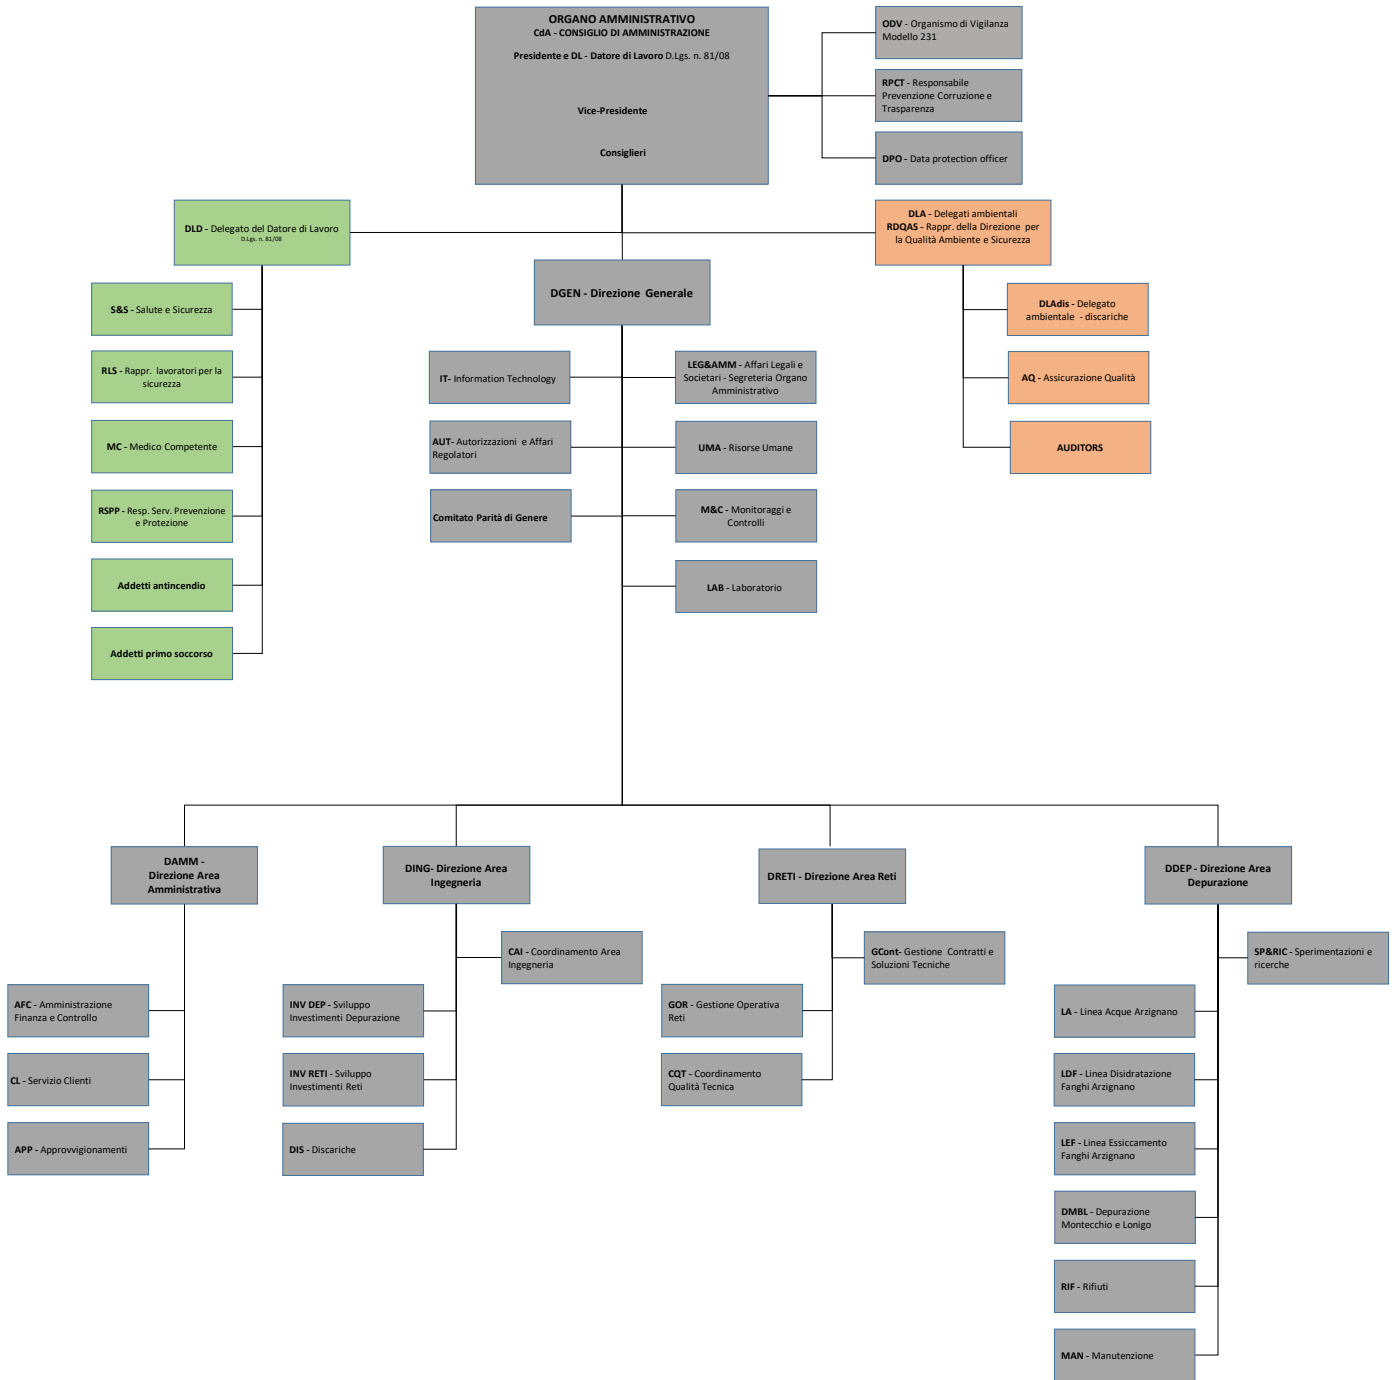 ORGANO AMMINISTRATIVO
CdA - CONSIGLIO DI AMMINISTRAZIONE
Presidente e DL - Datore di Lavoro D.Lgs. n. 81/08
Vice-Presidente
Consiglieri
ODV - Organismo di Vigilanza
Modello 231
RPCT - Responsabile
Prevenzione Corruzione e
Trasparenza
DPO - Data protection officer
DLD - Delegato del Datore di Lavoro
D.Lgs. n. 81/08
DLA - Delegati ambientali
RDQAS - Rappr. della Direzione per
la Qualità Ambiente e Sicurezza
DGEN - Direzione Generale
S&S - Salute e Sicurezza
RLS - Rappr. lavoratori per la
sicurezza
MC - Medico Competente
RSPP - Resp. Serv. Prevenzione
e Protezione
Addetti antincendio
Addetti primo soccorso
IT- Information Technology
AUT- Autorizzazioni e Affari
Regolatori
Comitato Parità di Genere
LEG&AMM - Affari Legali e
Societari - Segreteria Organo
Amministrativo
UMA - Risorse Umane
M&C - Monitoraggi e
Controlli
LAB - Laboratorio
DLAdis - Delegato
ambientale - discariche
AQ - Assicurazione Qualità
AUDITORS
DAMM -
Direzione Area
Amministrativa
AFC - Amministrazione
Finanza e Controllo
CL - Servizio Clienti
APP - Approvvigionamenti
DING- Direzione Area
Ingegneria
CAI - Coordinamento Area
Ingegneria
INV DEP - Sviluppo
Investimenti Depurazione
INV RETI - Sviluppo
Investimenti Reti
DIS - Discariche
DRETI - Direzione Area Reti
GCont- Gestione Contratti e
Soluzioni Tecniche
GOR - Gestione Operativa
Reti
CQT - Coordinamento
Qualità Tecnica
DDEP - Direzione Area
Depurazione
SP&RIC - Sperimentazioni e
ricerche
LA - Linea Acque Arzignano
LDF - Linea Disidratazione
Fanghi Arzignano
LEF - Linea Essiccamento
Fanghi Arzignano
DMBL - Depurazione
Montecchio e Lonigo
RIF - Rifiuti
MAN - Manutenzione